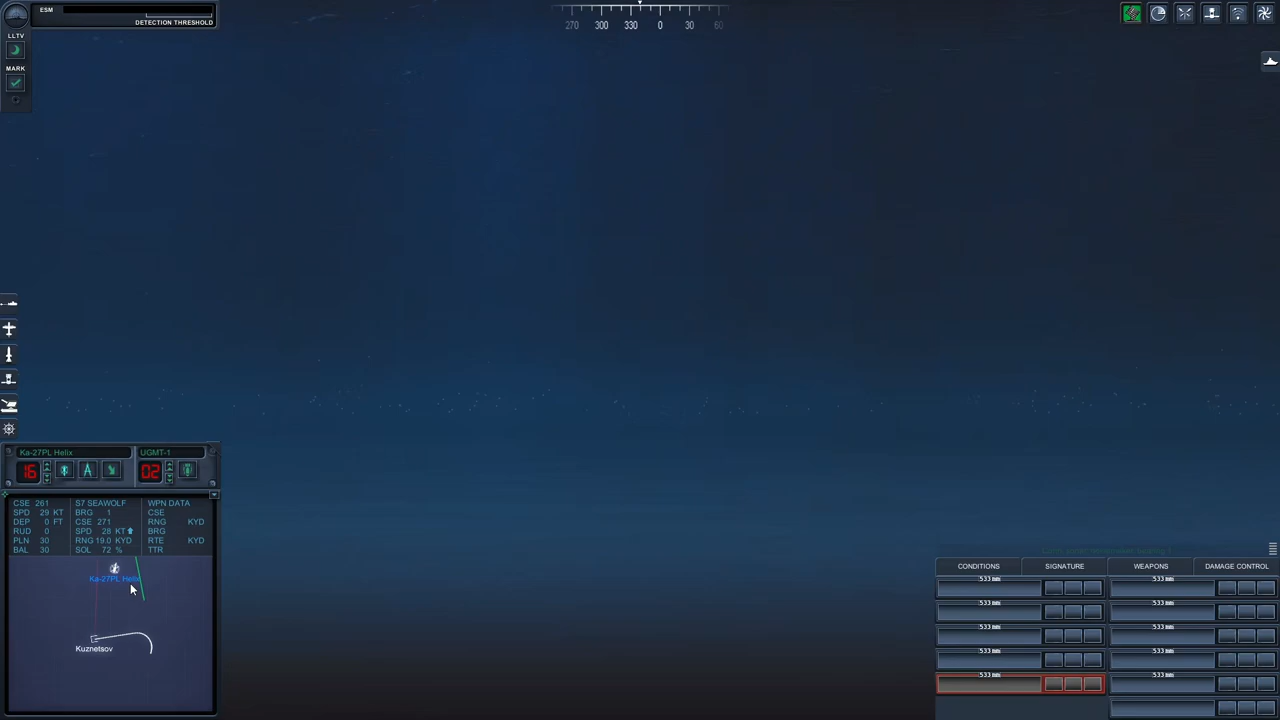 ESM
DETECTION THRESHOLD
LLTV
MARK
270 300 330 0 30 60
Ka-27PL Helix
UGMT-1
16
02
CSE 261
SPD 29 KT
DEP 0 FT
RUD 0
PLN 30
BAL 30
S7 SEAWOLF
BRG 1
CSE 271
SPD 28 KT
RNG 19.0 KYD
SOL 72 %
WPN DATA
CSE
RNG KYD
BRG
RTE KYD
TTR
Ka-27PL Helix
Kuznetsov
CONDITIONS SIGNATURE WEAPONS DAMAGE CONTROL
533 mm 533 mm
533 mm 533 mm
533 mm 533 mm
533 mm 533 mm
533 mm 533 mm
533 mm